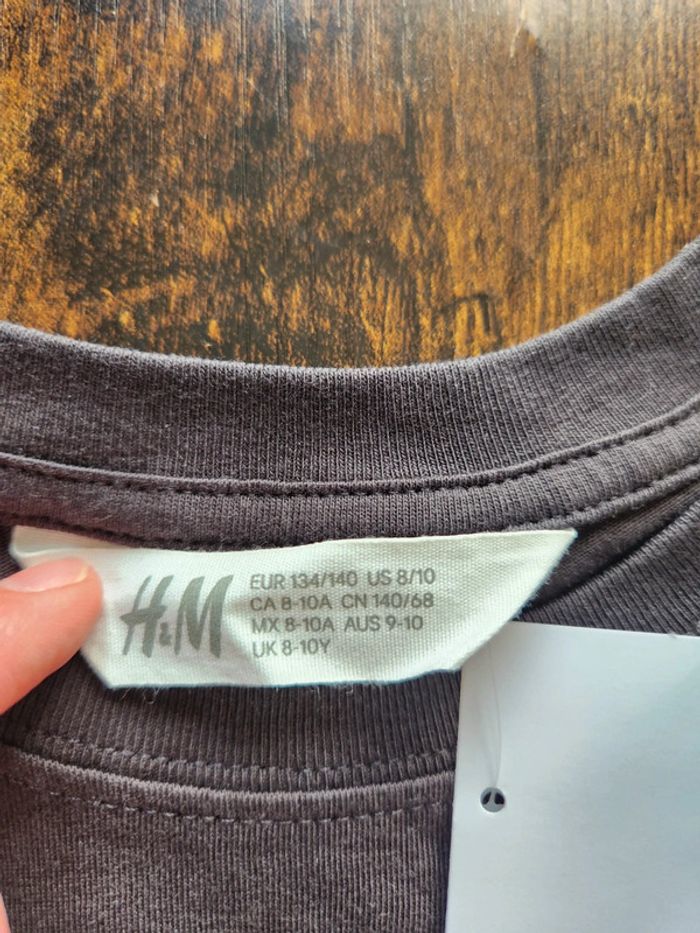 H&M
EUR 134/140 US 8/10
CA 8-10A CN 140/68
MX 8-10A AUS 9-10
UK 8-10Y